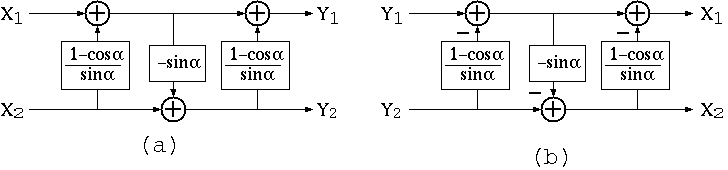 X1 + + Y1 Y1 + + X1
− −
1−cosα
sinα
−sinα
1−cosα
sinα
1−cosα
sinα
−sinα
1−cosα
sinα
−
X2 + Y2 Y2 + X2
(a)
(b)